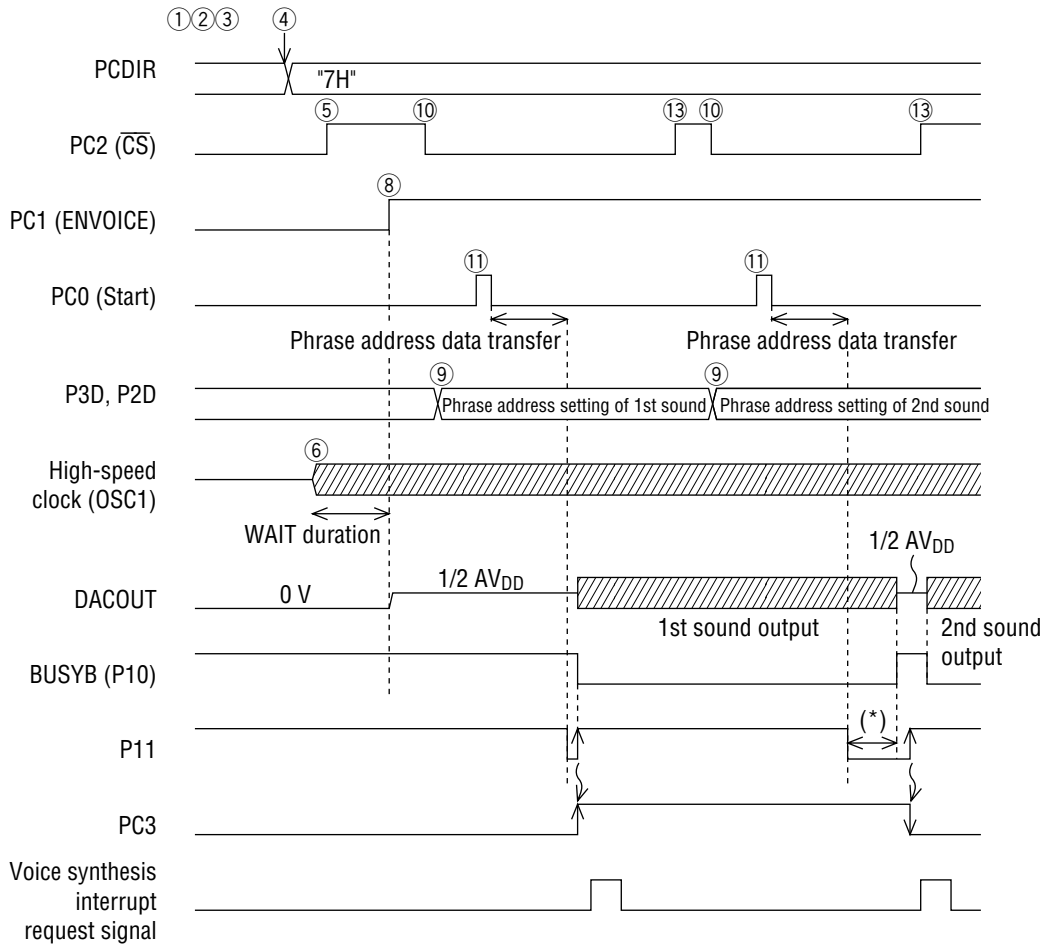 ①②③ ④
PCDIR
"7H"
⑤ ⑩ ⑬ ⑩ ⑬
PC2 (C̅S̅)
⑧
PC1 (ENVOICE)
⑪ ⑪
PC0 (Start)
Phrase address data transfer Phrase address data transfer
⑨ ⑨
P3D, P2D
Phrase address setting of 1st sound Phrase address setting of 2nd sound
⑥
High-speed
clock (OSC1)
WAIT duration
1/2 AVDD
1/2 AVDD
DACOUT
0 V
1st sound output
2nd sound
output
BUSYB (P10)
(*)
P11
PC3
Voice synthesis
interrupt
request signal